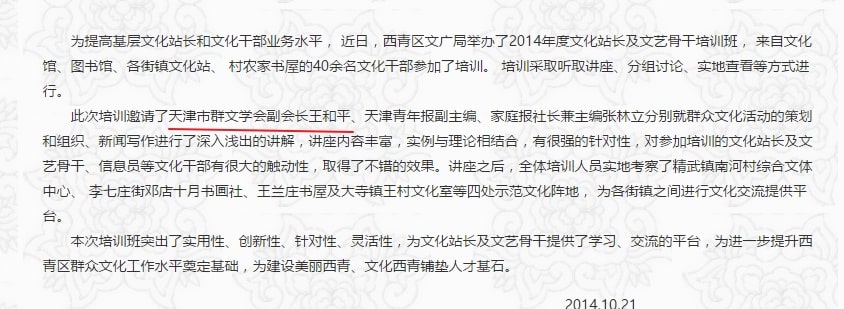 为提高基层文化站长和文化干部业务水平， 近日，西青区文广局举办了2014年度文化站长及文艺骨干培训班， 来自文化
馆、图书馆、各街镇文化站、 村农家书屋的40余名文化干部参加了培训。 培训采取听取讲座、分组讨论、实地查看等方式进
行。
此次培训邀请了天津市群文学会副会长王和平、天津青年报副主编、家庭报社长兼主编张林立分别就群众文化活动的策划
和组织、新闻写作进行了深入浅出的讲解，讲座内容丰富，实例与理论相结合，有很强的针对性，对参加培训的文化站长及文
艺骨干、信息员等文化干部有很大的触动性，取得了不错的效果。讲座之后，全体培训人员实地考察了精武镇南河村综合文体
中心、 李七庄街邓店十月书画社、王兰庄书屋及大寺镇王村文化室等四处示范文化阵地， 为各街镇之间进行文化交流提供平
台。
本次培训班突出了实用性、创新性、针对性、灵活性，为文化站长及文艺骨干提供了学习、交流的平台，为进一步提升西
青区群众文化工作水平奠定基础，为建设美丽西青、文化西青铺垫人才基石。
2014.10.21